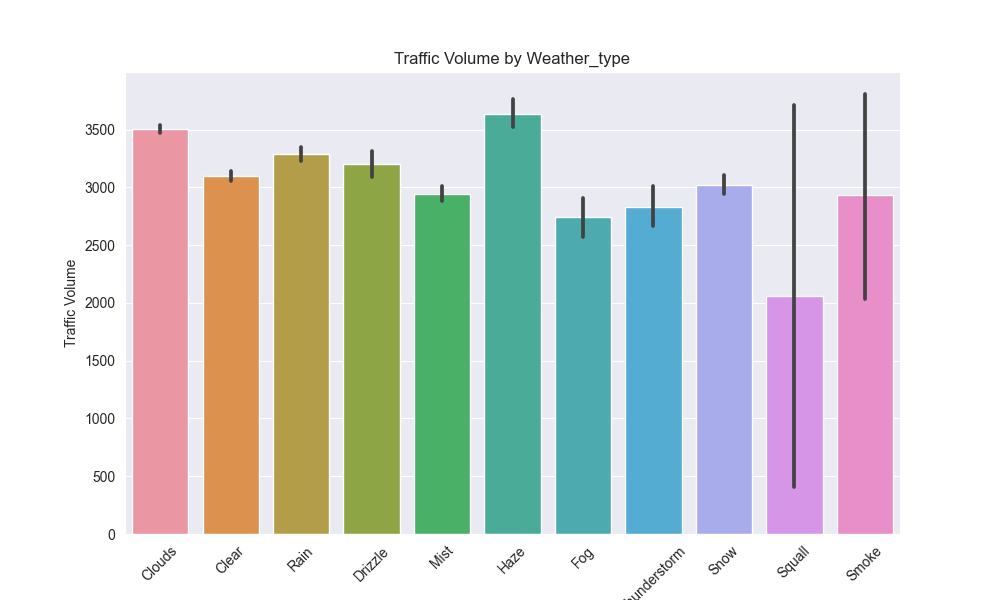 Traffic Volume by Weather_type
Traffic Volume
3500
3000
2500
2000
1500
1000
500
0
Clouds
Clear
Rain
Drizzle
Mist
Haze
Fog
hunderstorm
Snow
Squall
Smoke